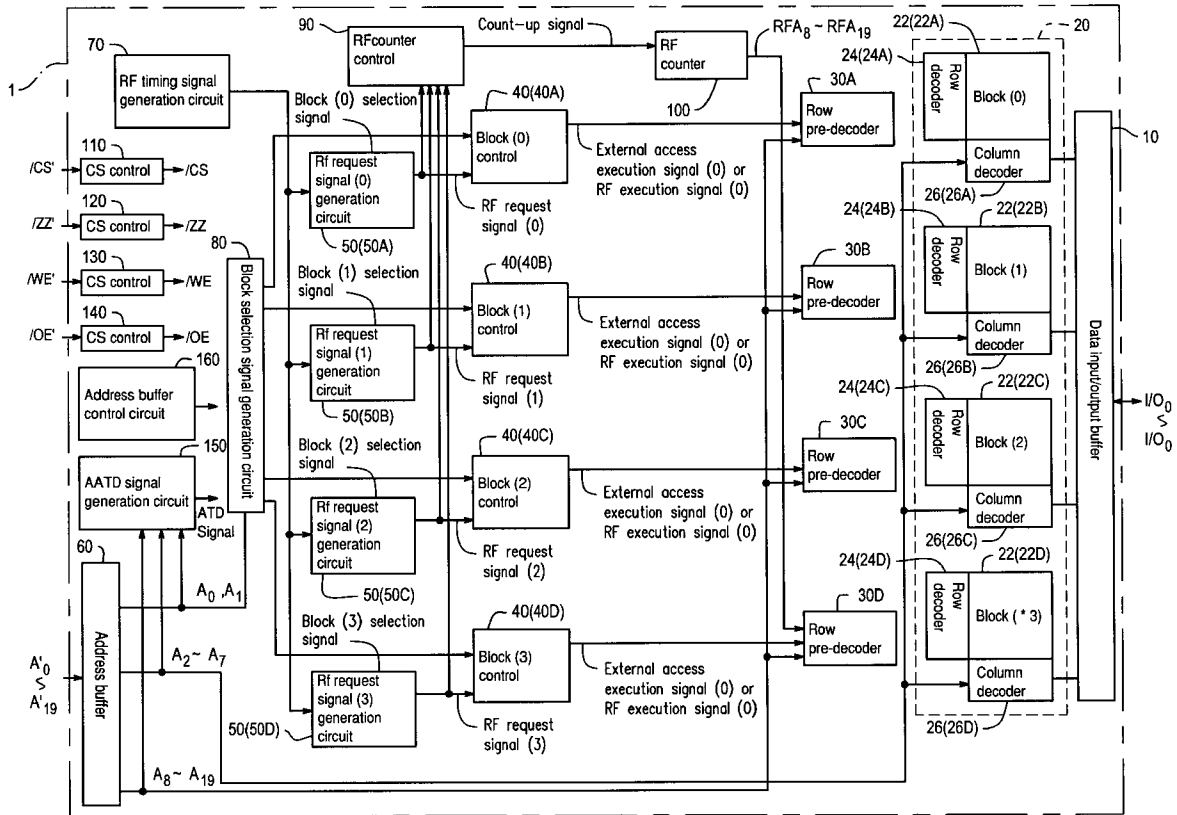 1
90
RFcounter
control
Count-up signal
RF
counter
100
RFA8 ~ RFA19
22(22A)
20
70
RF timing signal
generation circuit
24(24A)
Row
decoder
Block (0)
Column
decoder
26(26A)
10
Block (0) selection
signal
40(40A)
Block (0)
control
30A
Row
pre-decoder
External access
execution signal (0) or
RF execution signal (0)
Rf request
signal (0)
generation
circuit
50(50A)
RF request
signal (0)
/CS'
110
CS control
/CS
/ZZ'
120
CS control
/ZZ
/WE'
130
CS control
/WE
/OE'
140
CS control
/OE
80
Block selection signal generation
circuit
24(24B)
22(22B)
Row
decoder
Block (1)
Column
decoder
26(26B)
Block (1) selection
signal
40(40B)
Block (1)
control
30B
Row
pre-decoder
External access
execution signal (0) or
RF execution signal (0)
Rf request
signal (1)
generation
circuit
50(50B)
RF request
signal (1)
160
Address buffer
control circuit
150
AATD signal
generation circuit
ATD
Signal
24(24C)
22(22C)
Row
decoder
Block (2)
Column
decoder
26(26C)
Data input/output buffer
I/O0
~
I/O0
Block (2) selection
signal
40(40C)
Block (2)
control
30C
Row
pre-decoder
External access
execution signal (0) or
RF execution signal (0)
Rf request
signal (2)
generation
circuit
50(50C)
RF request
signal (2)
60
Address buffer
A0 ,A1
A2~ A7
A8~ A19
A'0
~
A'19
24(24D)
22(22D)
Row
decoder
Block ( * 3)
Column
decoder
26(26D)
Block (3) selection
signal
40(40D)
Block (3)
control
30D
Row
pre-decoder
External access
execution signal (0) or
RF execution signal (0)
Rf request
signal (3)
generation
circuit
50(50D)
RF request
signal (3)